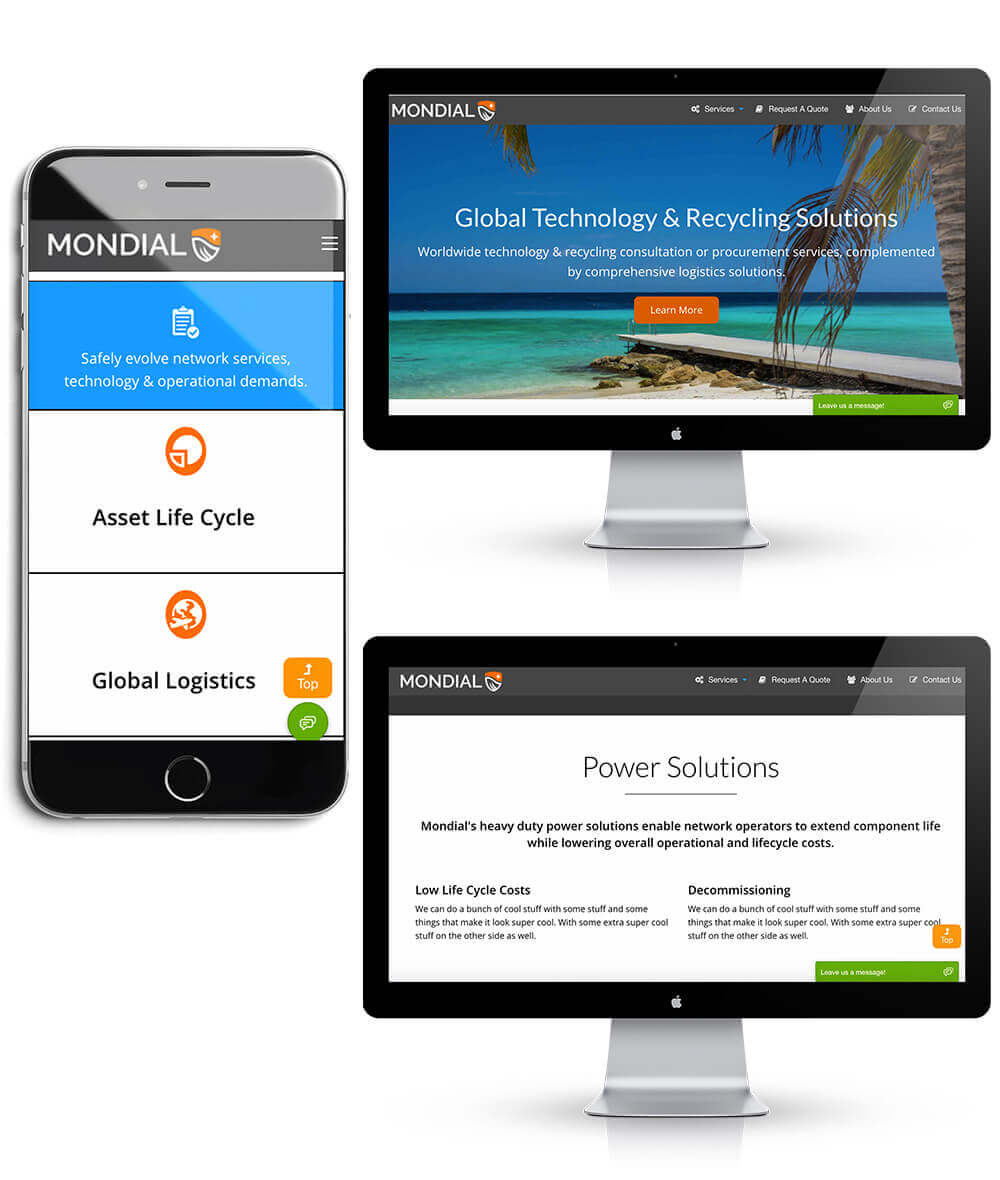 MONDIAL
Safely evolve network services,
technology & operational demands.
Asset Life Cycle
Global Logistics
Top
MONDIAL
Services
Request A Quote
About Us
Contact Us
Global Technology & Recycling Solutions
Worldwide technology & recycling consultation or procurement services, complemented
by comprehensive logistics solutions.
Learn More
Leave us a message!
MONDIAL
Services
Request A Quote
About Us
Contact Us
Power Solutions
Mondial's heavy duty power solutions enable network operators to extend component life
while lowering overall operational and lifecycle costs.
Low Life Cycle Costs
We can do a bunch of cool stuff with some stuff and some
things that make it look super cool. With some extra super cool
stuff on the other side as well.
Decommissioning
We can do a bunch of cool stuff with some stuff and some
things that make it look super cool. With some extra super cool
stuff on the other side as well.
Top
Leave us a message!